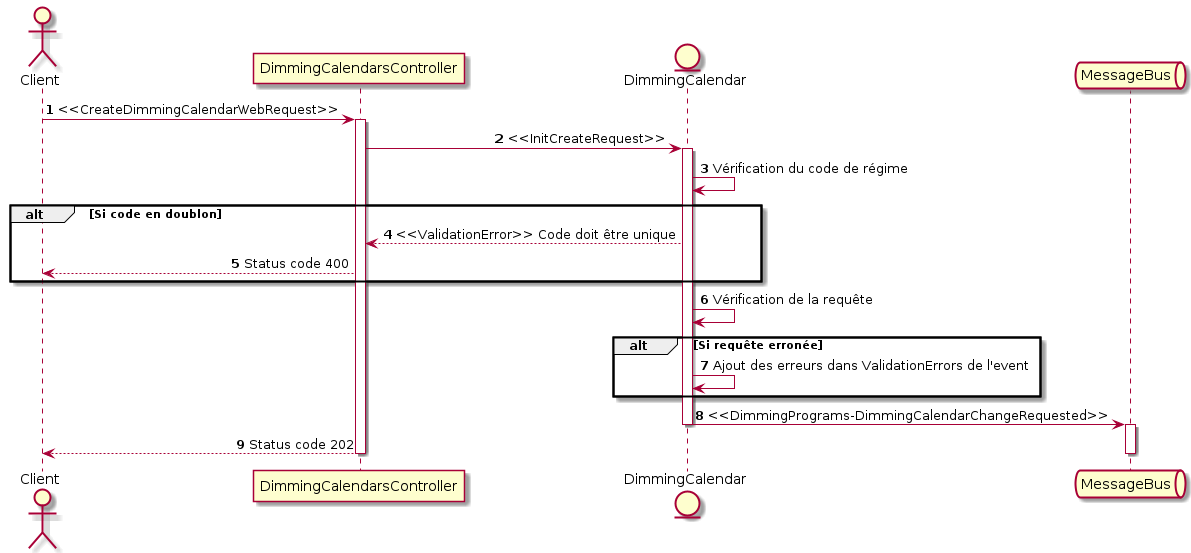 Client
DimmingCalendarsController
DimmingCalendar
MessageBus
1 <<CreateDimmingCalendarWebRequest>>
2 <<InitCreateRequest>>
3 Vérification du code de régime
alt [Si code en doublon]
4 <<ValidationError>> Code doit être unique
5 Status code 400
6 Vérification de la requête
alt [Si requête erronée]
7 Ajout des erreurs dans ValidationErrors de l'event
8 <<DimmingPrograms-DimmingCalendarChangeRequested>>
9 Status code 202
Client
DimmingCalendarsController
DimmingCalendar
MessageBus